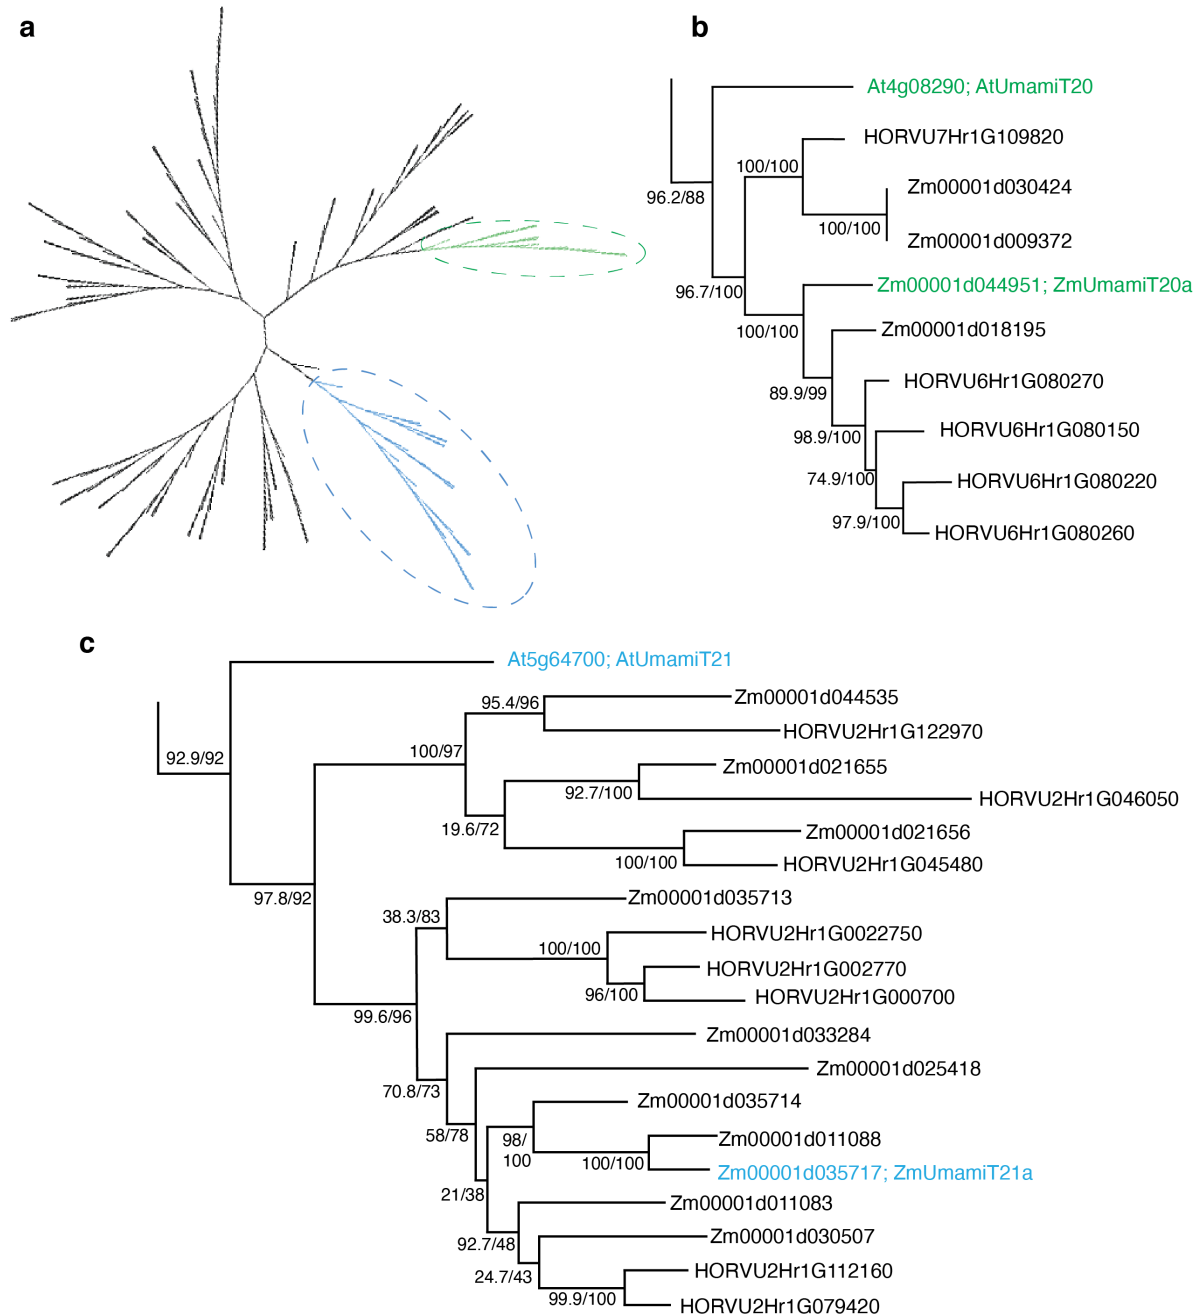 a
b
At4g08290; AtUmamiT20
HORVU7Hr1G109820
100/100
Zm00001d030424
96.2/88
100/100
Zm00001d009372
96.7/100
Zm00001d044951; ZmUmamiT20a
100/100
Zm00001d018195
89.9/99
HORVU6Hr1G080270
98.9/100
HORVU6Hr1G080150
74.9/100
HORVU6Hr1G080220
97.9/100
HORVU6Hr1G080260
c
At5g64700; AtUmamiT21
95.4/96
Zm00001d044535
HORVU2Hr1G122970
92.9/92
100/97
Zm00001d021655
92.7/100
HORVU2Hr1G046050
19.6/72
Zm00001d021656
100/100
HORVU2Hr1G045480
97.8/92
Zm00001d035713
38.3/83
HORVU2Hr1G0022750
100/100
HORVU2Hr1G002770
96/100
HORVU2Hr1G000700
99.6/96
Zm00001d033284
Zm00001d025418
70.8/73
Zm00001d035714
58/78
98/
100
Zm00001d011088
100/100
Zm00001d035717; ZmUmamiT21a
21/38
Zm00001d011083
92.7/48
Zm00001d030507
24.7/43
HORVU2Hr1G112160
99.9/100
HORVU2Hr1G079420